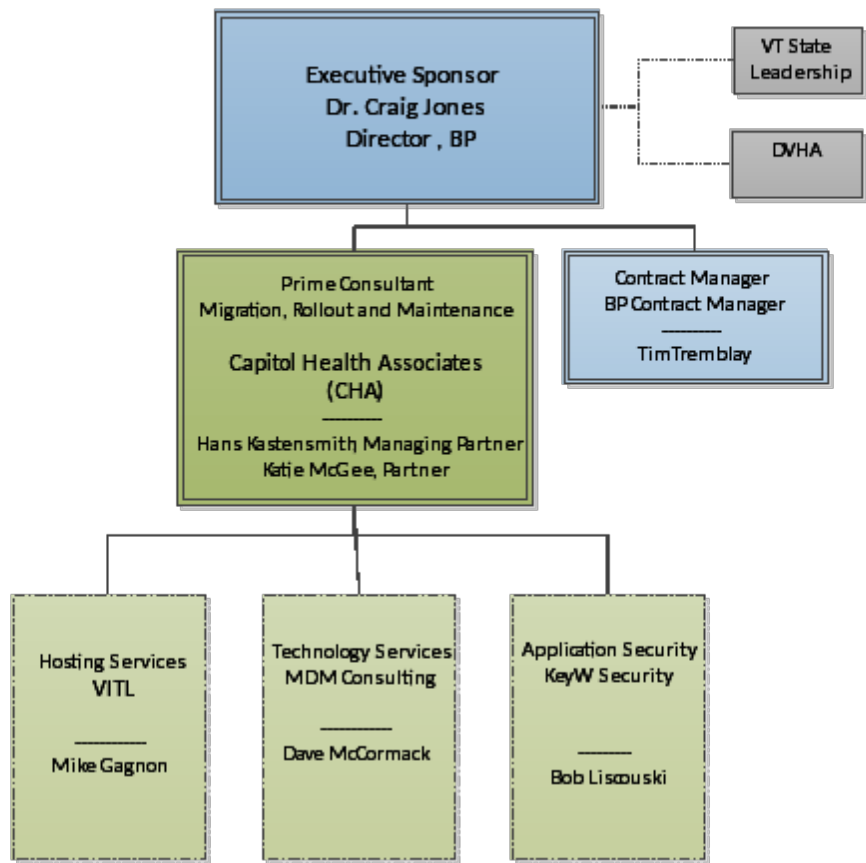 Executive Sponsor
Dr. Craig Jones
Director , BP
VT State
Leadership
DVHA
Prime Consultant
Migration, Rollout and Maintenance
Capitol Health Associates
(CHA)
----------
Hans Kastensmith, Managing Partner
Katie McGee, Partner
Contract Manager
BP Contract Manager
----------
Tim Tremblay
Hosting Services
VITL
------------
Mike Gagnon
Technology Services
MDM Consulting
------------
Dave McCormack
Application Security
KeyW Security
---------
Bob Liscouski